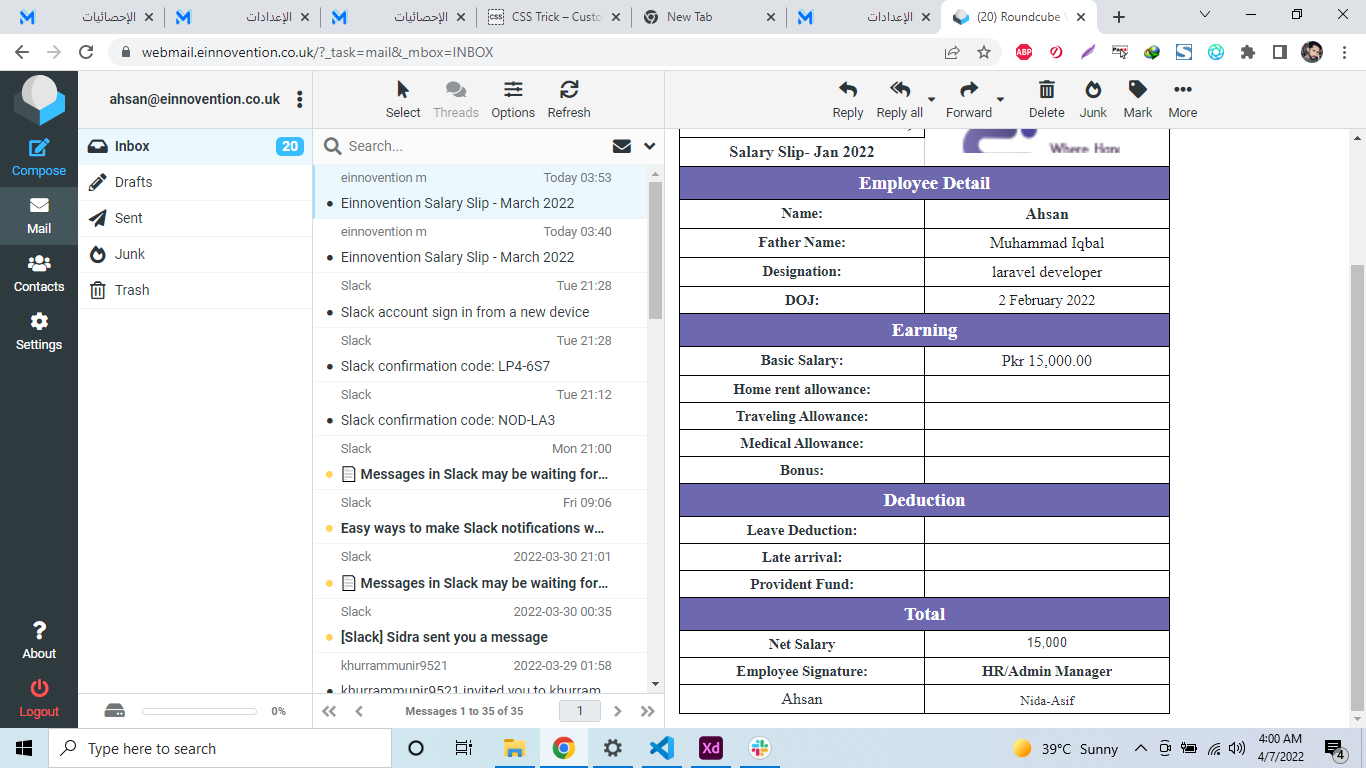 الإحصائيات
الإعدادات
الإحصائيات
CSS Trick – Custo
New Tab
الإعدادات
(20) Roundcube
webmail.einnovention.co.uk/?_task=mail&_mbox=INBOX
ABP
ahsan@einnovention.co.uk
Select
Threads
Options
Refresh
Reply
Reply all
Forward
Delete
Junk
Mark
More
Compose
Mail
Contacts
Settings
About
Logout
Inbox 20
Drafts
Sent
Junk
Trash
0%
Search...
einnovention m Today 03:53
Einnovention Salary Slip - March 2022
einnovention m Today 03:40
Einnovention Salary Slip - March 2022
Slack Tue 21:28
Slack account sign in from a new device
Slack Tue 21:28
Slack confirmation code: LP4-6S7
Slack Tue 21:12
Slack confirmation code: NOD-LA3
Slack Mon 21:00
Messages in Slack may be waiting for...
Slack Fri 09:06
Easy ways to make Slack notifications w...
Slack 2022-03-30 21:01
Messages in Slack may be waiting for...
Slack 2022-03-30 00:35
[Slack] Sidra sent you a message
khurrammunir9521 2022-03-29 01:58
khurrammunir9521 invited you to khurram
Messages 1 to 35 of 35
1
Salary Slip- Jan 2022
Where Hand
Employee Detail
Name: Ahsan
Father Name: Muhammad Iqbal
Designation: laravel developer
DOJ: 2 February 2022
Earning
Basic Salary: Pkr 15,000.00
Home rent allowance:
Traveling Allowance:
Medical Allowance:
Bonus:
Deduction
Leave Deduction:
Late arrival:
Provident Fund:
Total
Net Salary 15,000
Employee Signature: HR/Admin Manager
Ahsan Nida-Asif
Type here to search
Xd
39°C Sunny
4:00 AM
4/7/2022
4